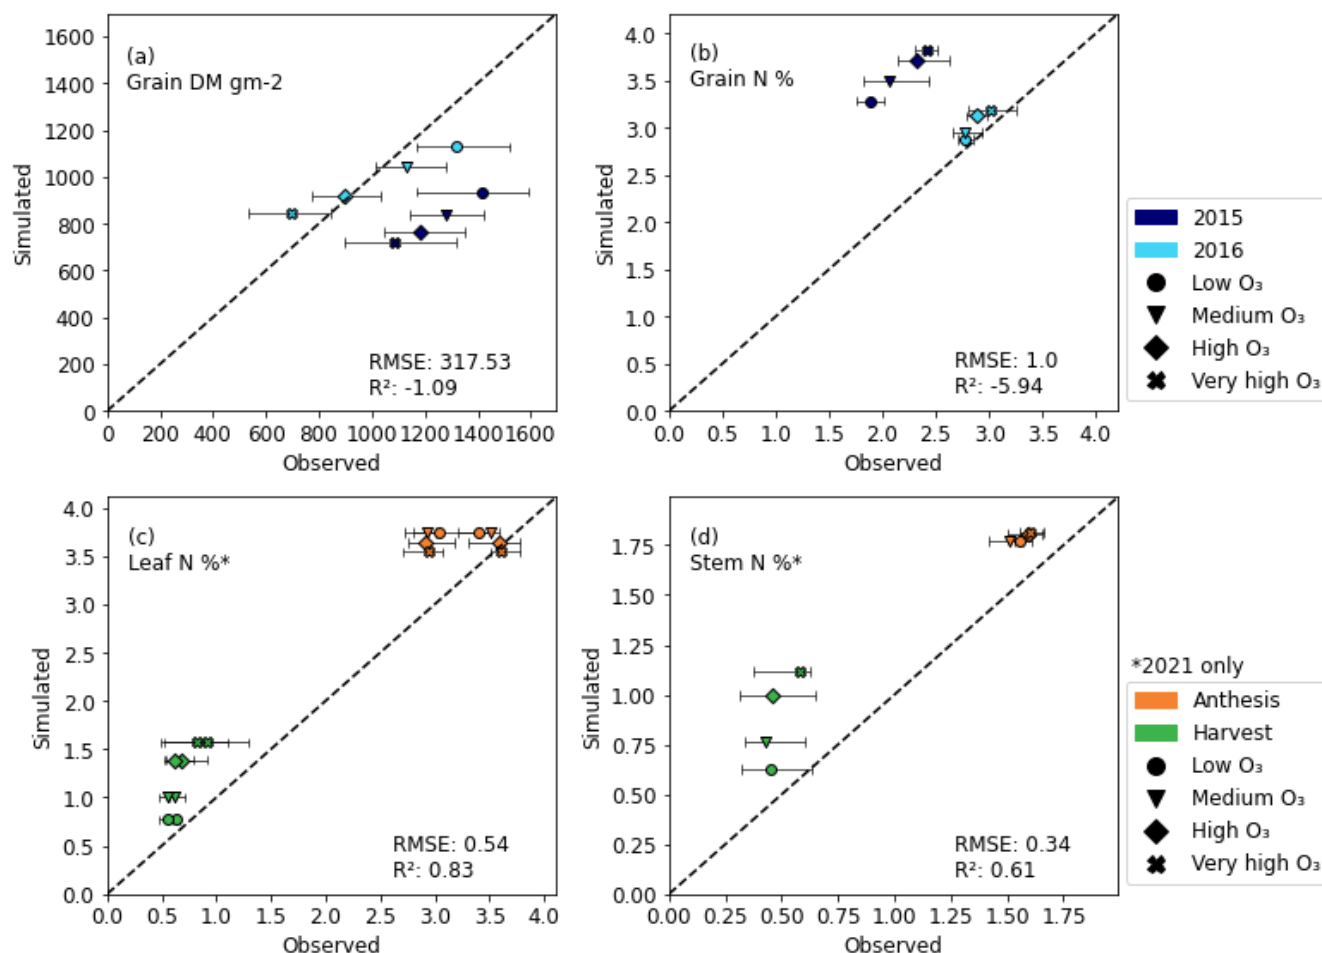 (a)
Grain DM gm-2
1600
1400
1200
1000
800
600
400
200
0
Simulated
RMSE: 317.53
R²: -1.09
0 200 400 600 800 1000 1200 1400 1600
Observed
(b)
Grain N %
4.0
3.5
3.0
2.5
2.0
1.5
1.0
0.5
0.0
Simulated
RMSE: 1.0
R²: -5.94
0.0 0.5 1.0 1.5 2.0 2.5 3.0 3.5 4.0
Observed
2015
2016
Low O₃
Medium O₃
High O₃
Very high O₃
(c)
Leaf N %*
4.0
3.5
3.0
2.5
2.0
1.5
1.0
0.5
0.0
Simulated
RMSE: 0.54
R²: 0.83
0.0 0.5 1.0 1.5 2.0 2.5 3.0 3.5 4.0
Observed
(d)
Stem N %*
1.75
1.50
1.25
1.00
0.75
0.50
0.25
0.00
Simulated
RMSE: 0.34
R²: 0.61
0.00 0.25 0.50 0.75 1.00 1.25 1.50 1.75
Observed
*2021 only
Anthesis
Harvest
Low O₃
Medium O₃
High O₃
Very high O₃